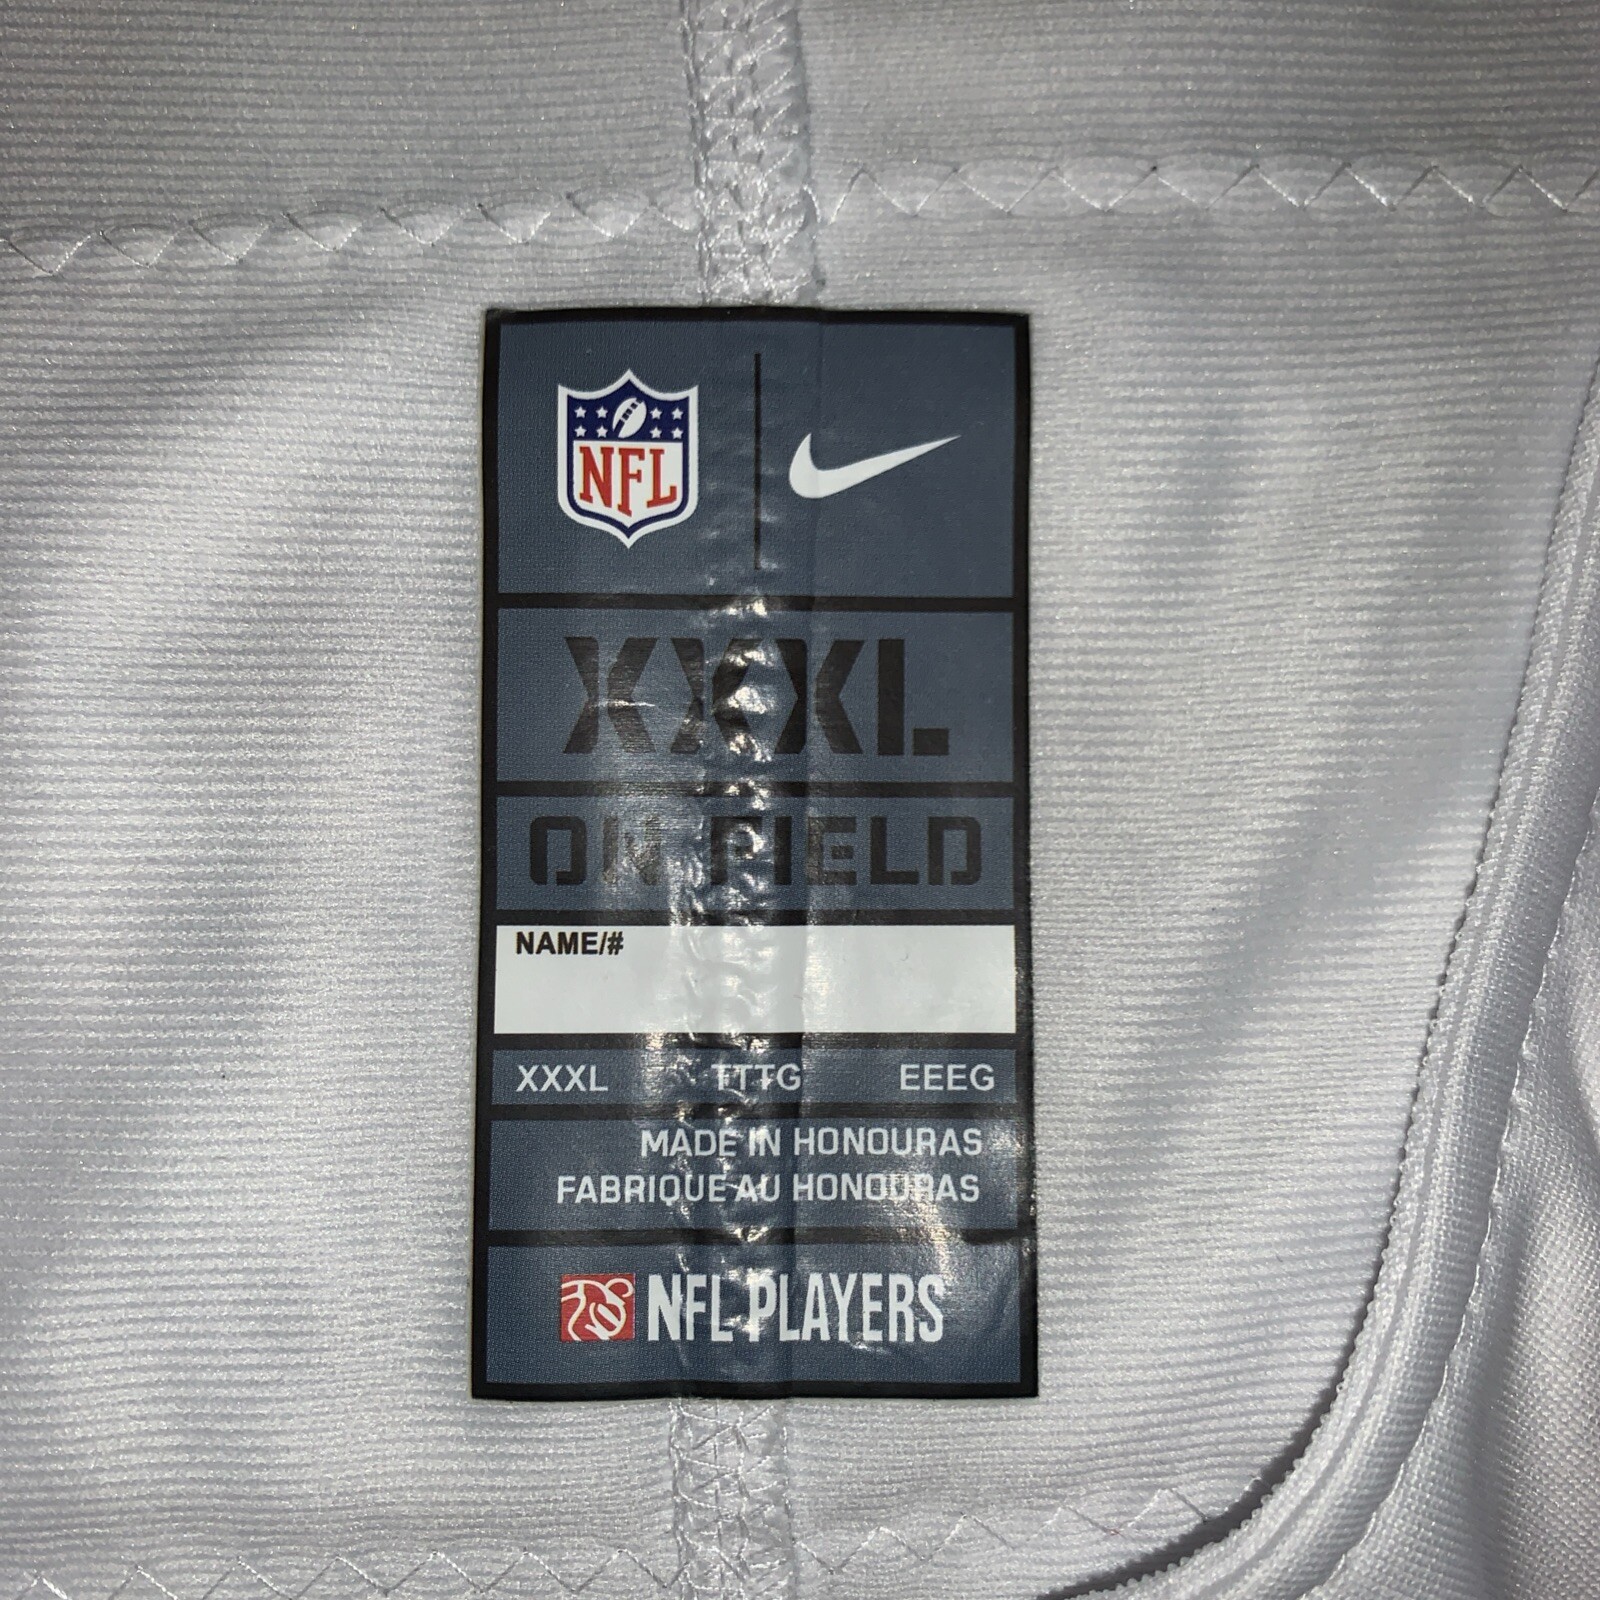 NFL
XXXL
ON FIELD
NAME/#
XXXL TTTG EEEG
MADE IN HONOURAS
FABRIQUE AU HONOURAS
NFL PLAYERS